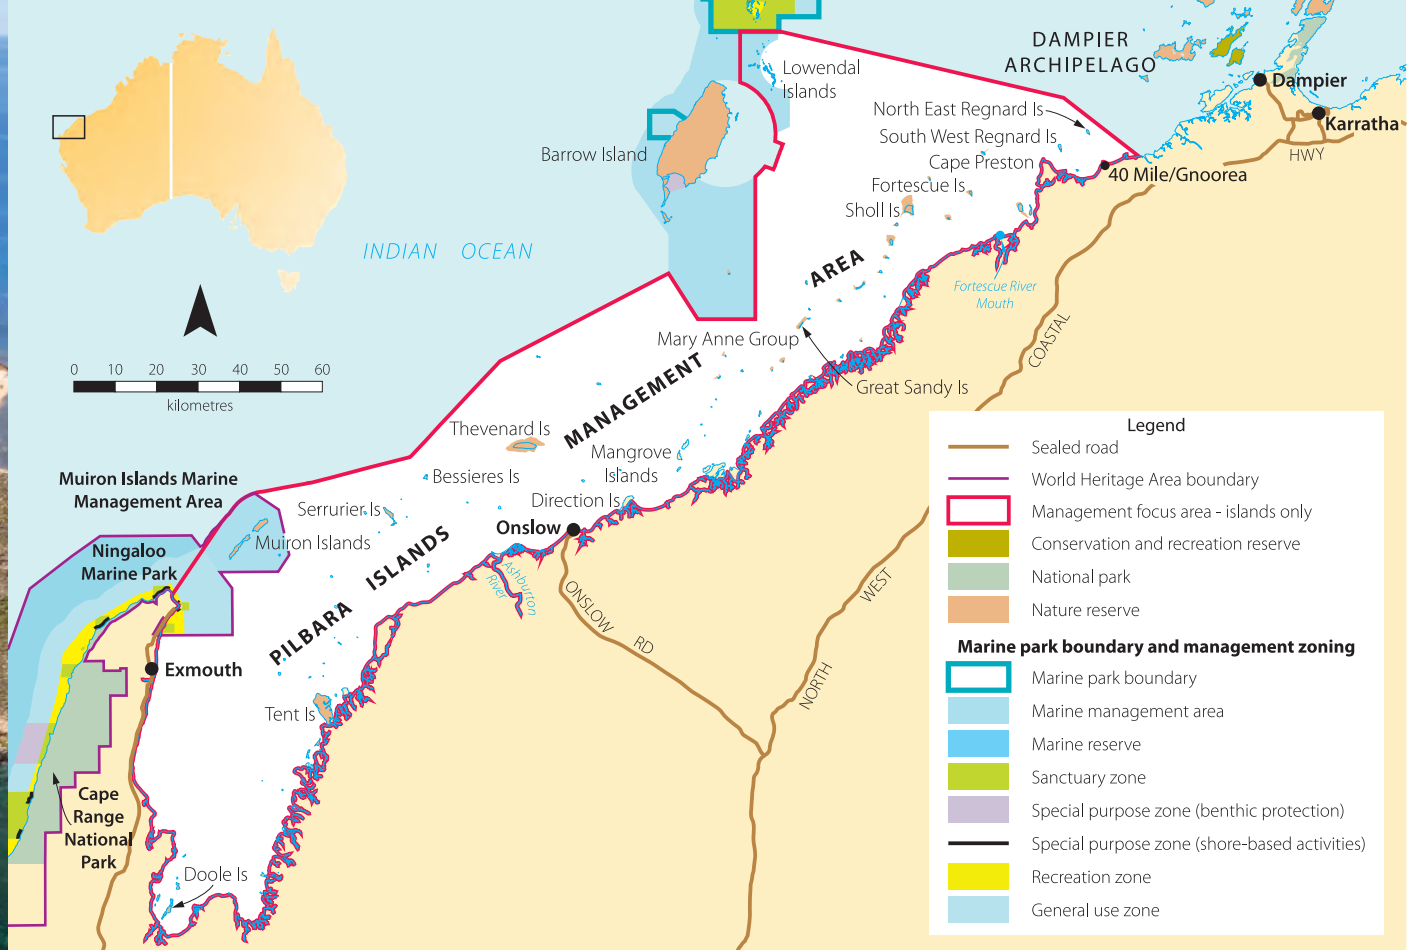 DAMPIER
ARCHIPELAGO
Dampier
Karratha
HWY
Lowendal
Islands
North East Regnard Is
South West Regnard Is
Cape Preston
40 Mile/Gnoorea
Fortescue Is
Sholl Is
Barrow Island
INDIAN OCEAN
AREA
Fortescue River
Mouth
COASTAL
Mary Anne Group
Great Sandy Is
MANAGEMENT
0 10 20 30 40 50 60
kilometres
Thevenard Is
Mangrove
Islands
Bessieres Is
Direction Is
Onslow
Muiron Islands Marine
Management Area
Serrurier Is
Muiron Islands
Ningaloo
Marine Park
ISLANDS
PILBARA
Ashburton
River
ONSLOW
RD
WEST
NORTH
Exmouth
Tent Is
Cape
Range
National
Park
Doole Is
Legend
Sealed road
World Heritage Area boundary
Management focus area - islands only
Conservation and recreation reserve
National park
Nature reserve
Marine park boundary and management zoning
Marine park boundary
Marine management area
Marine reserve
Sanctuary zone
Special purpose zone (benthic protection)
Special purpose zone (shore-based activities)
Recreation zone
General use zone